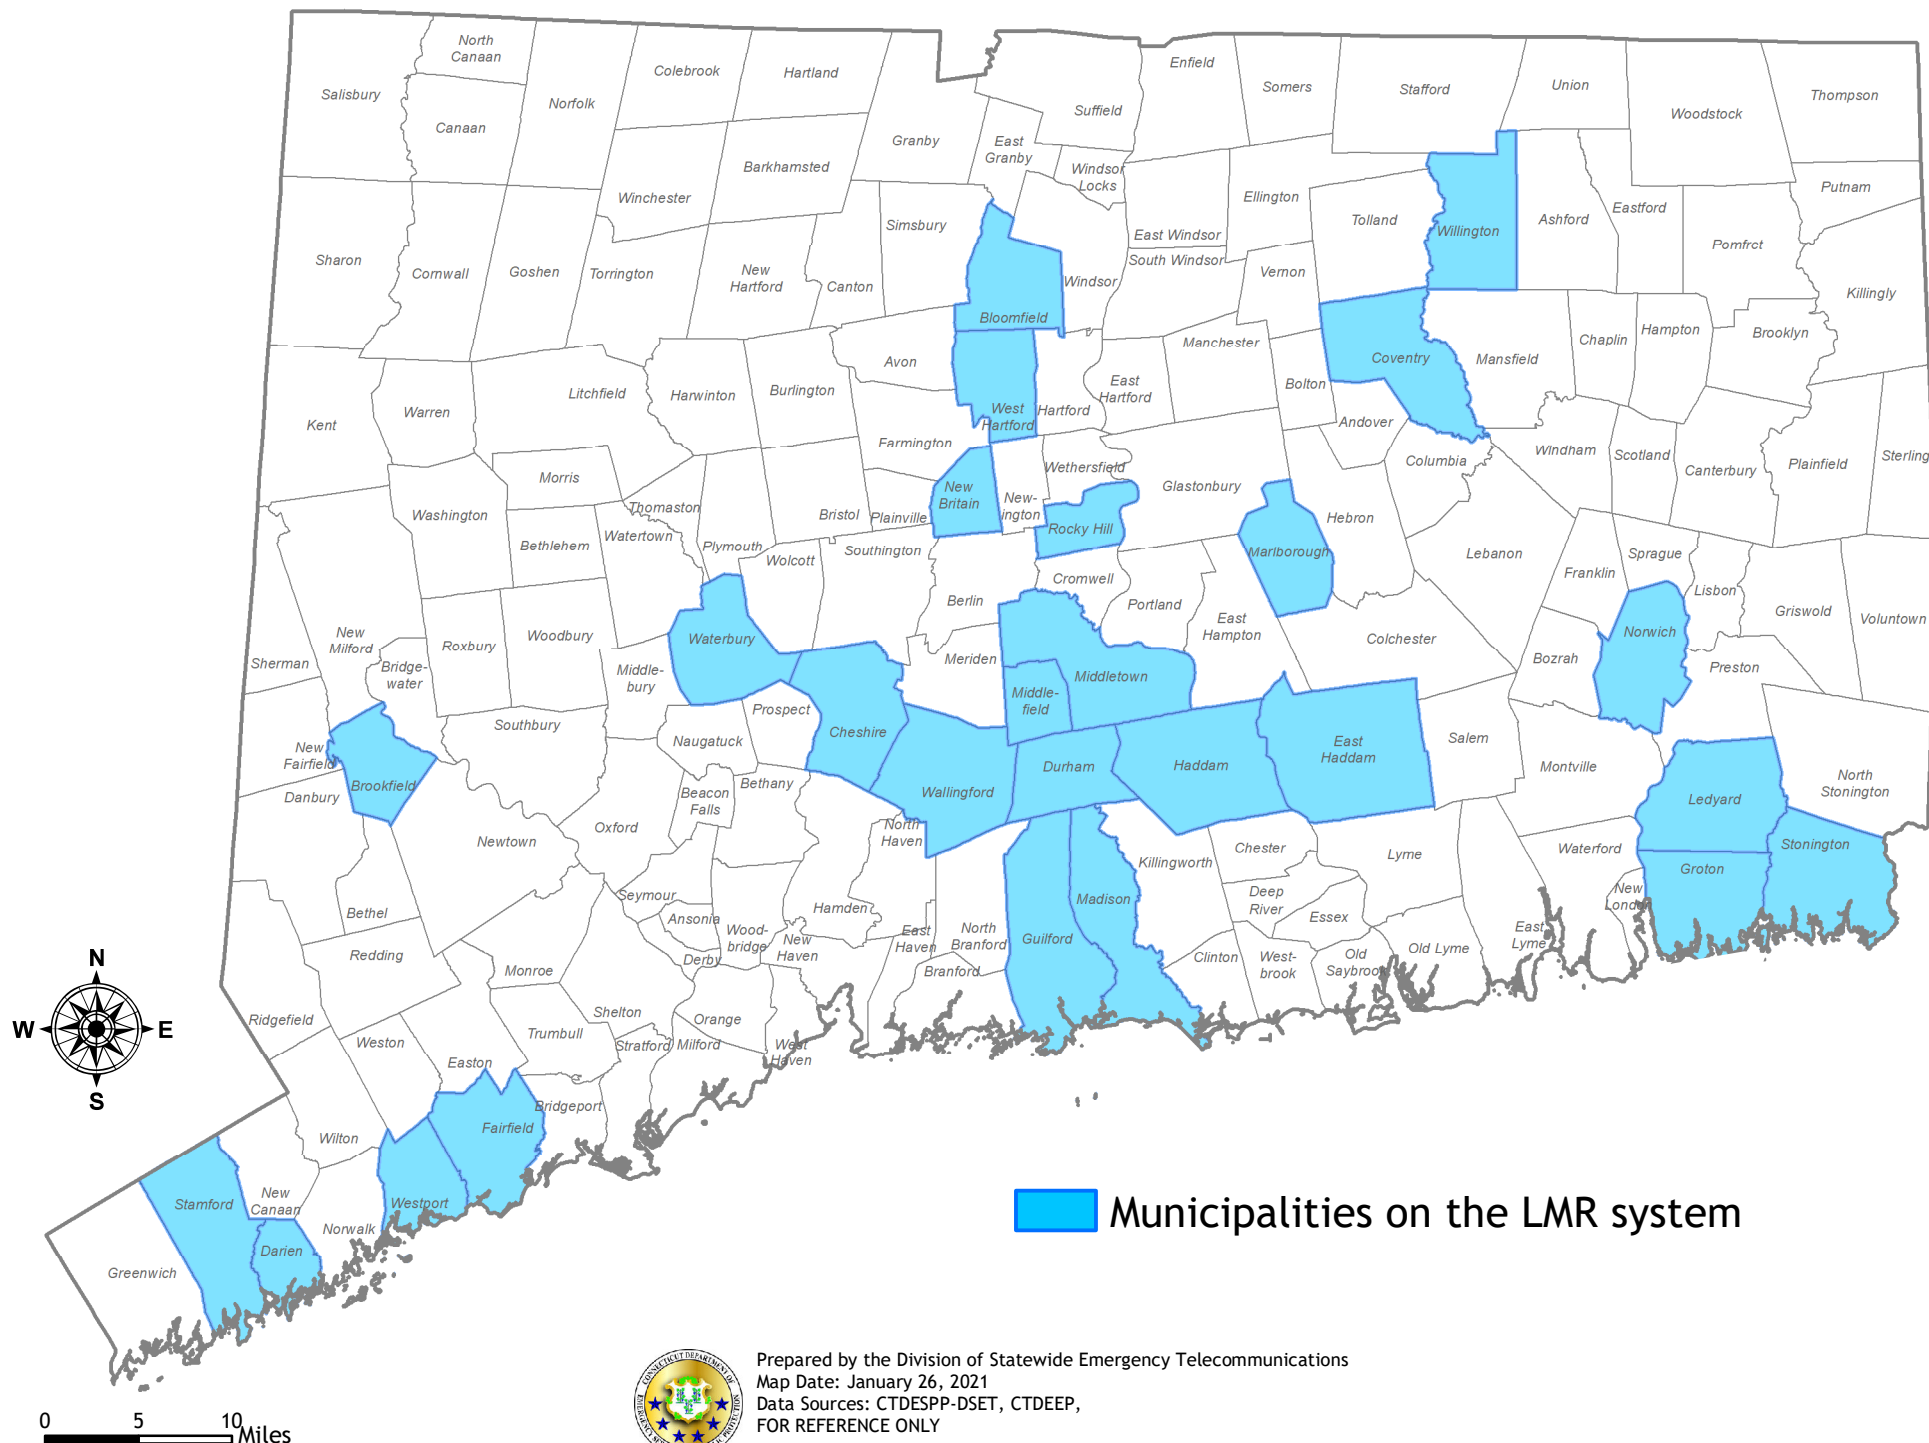 North
Canaan
Colebrook
Hartland
Enfield
Somers
Stafford
Union
Woodstock
Thompson
Salisbury
Canaan
Norfolk
Suffield
Granby
East
Granby
Windsor
Locks
Barkhamsted
Winchester
Simsbury
Ellington
Tolland
Willington
Ashford
Eastford
Putnam
Pomfret
Sharon
Cornwall
Goshen
Torrington
New
Hartford
Canton
Windsor
East Windsor
South Windsor
Vernon
Killingly
Bloomfield
Manchester
Coventry
Mansfield
Chaplin
Hampton
Brooklyn
Avon
Litchfield
Harwinton
Burlington
East
Hartford
Bolton
Kent
Warren
West
Hartford
Hartford
Andover
Farmington
Wethersfield
Columbia
Windham
Scotland
Canterbury
Plainfield
Sterling
Morris
Washington
Thomaston
Bristol
Plainville
New
Britain
New-
ington
Glastonbury
Rocky Hill
Hebron
Bethlehem
Watertown
Plymouth
Wolcott
Southington
Marlborough
Lebanon
Sprague
Franklin
Lisbon
Cromwell
Berlin
Portland
East
Hampton
Griswold
Voluntown
New
Milford
Roxbury
Woodbury
Waterbury
Colchester
Norwich
Sherman
Bridge-
water
Middle-
bury
Meriden
Middletown
Middle-
field
Bozrah
Preston
Southbury
Prospect
Cheshire
New
Fairfield
Naugatuck
East
Haddam
Salem
Brookfield
Danbury
Beacon
Falls
Bethany
Wallingford
Durham
Haddam
Montville
North
Stonington
Ledyard
Newtown
Oxford
North
Haven
Killingworth
Chester
Lyme
Waterford
Stonington
Groton
New
London
Seymour
Ansonia
Madison
Deep
River
Essex
Bethel
Hamden
Wood-
bridge
New
Haven
East
Haven
North
Branford
Guilford
East
Lyme
Redding
Derby
Monroe
Branford
Clinton
West-
brook
Old
Saybrook
Old Lyme
Ridgefield
Shelton
Orange
Weston
Trumbull
Stratford
Milford
West
Haven
Easton
Bridgeport
Fairfield
Wilton
Stamford
New
Canaan
Westport
Norwalk
Darien
Greenwich
N
W
E
S
Municipalities on the LMR system
Prepared by the Division of Statewide Emergency Telecommunications
Map Date: January 26, 2021
Data Sources: CTDESPP-DSET, CTDEEP,
FOR REFERENCE ONLY
0 5 10 Miles